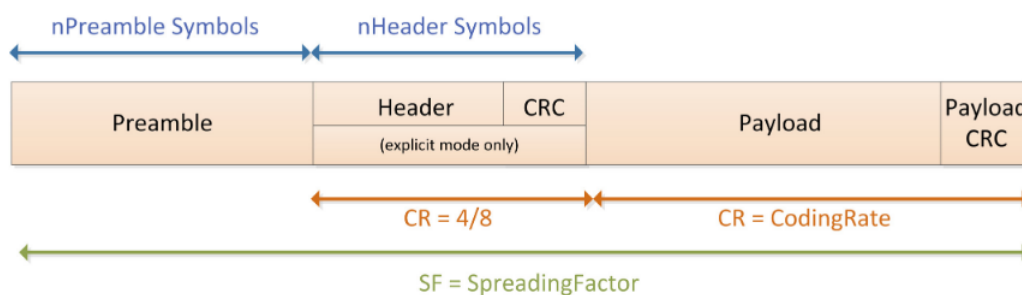 nPreamble Symbols
nHeader Symbols
Preamble
Header
CRC
(explicit mode only)
Payload
Payload
CRC
CR = 4/8
CR = CodingRate
SF = SpreadingFactor